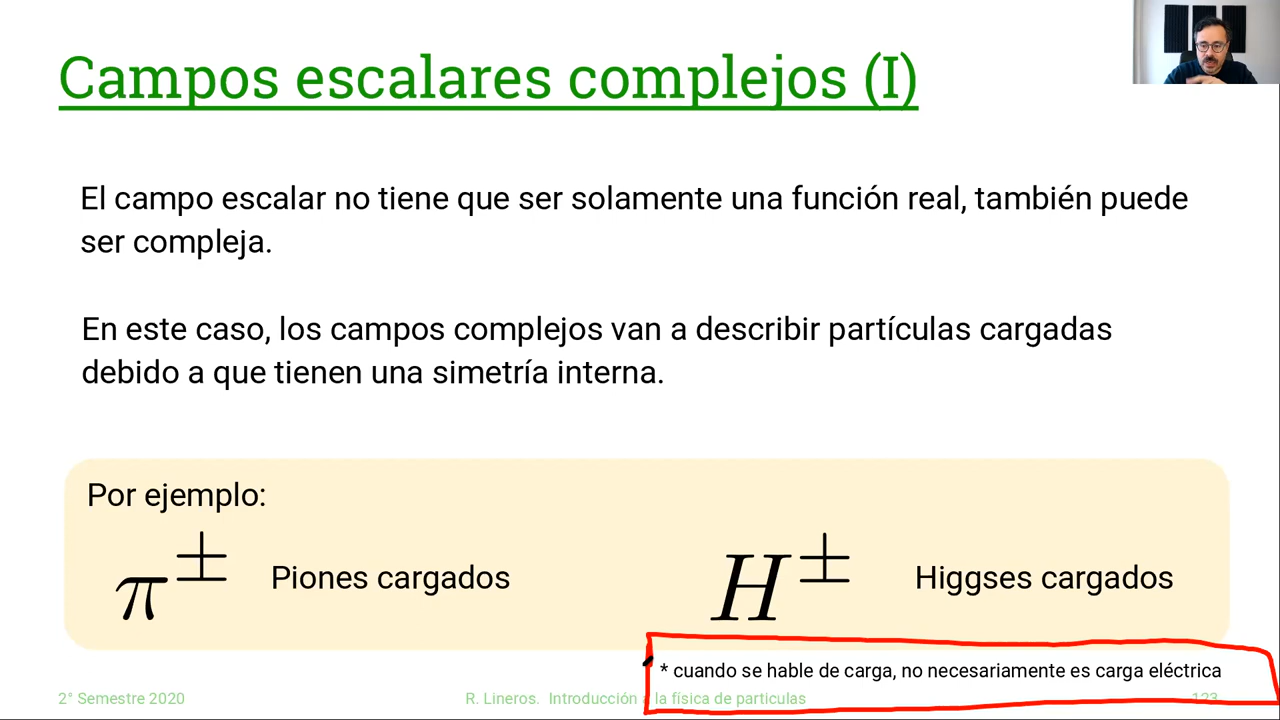 Campos escalares complejos (I)
El campo escalar no tiene que ser solamente una función real, también puede
ser compleja.
En este caso, los campos complejos van a describir partículas cargadas
debido a que tienen una simetría interna.
Por ejemplo:
π± Piones cargados H± Higgses cargados
* cuando se hable de carga, no necesariamente es carga eléctrica
2° Semestre 2020 R. Lineros. Introducción a la física de particulas 123